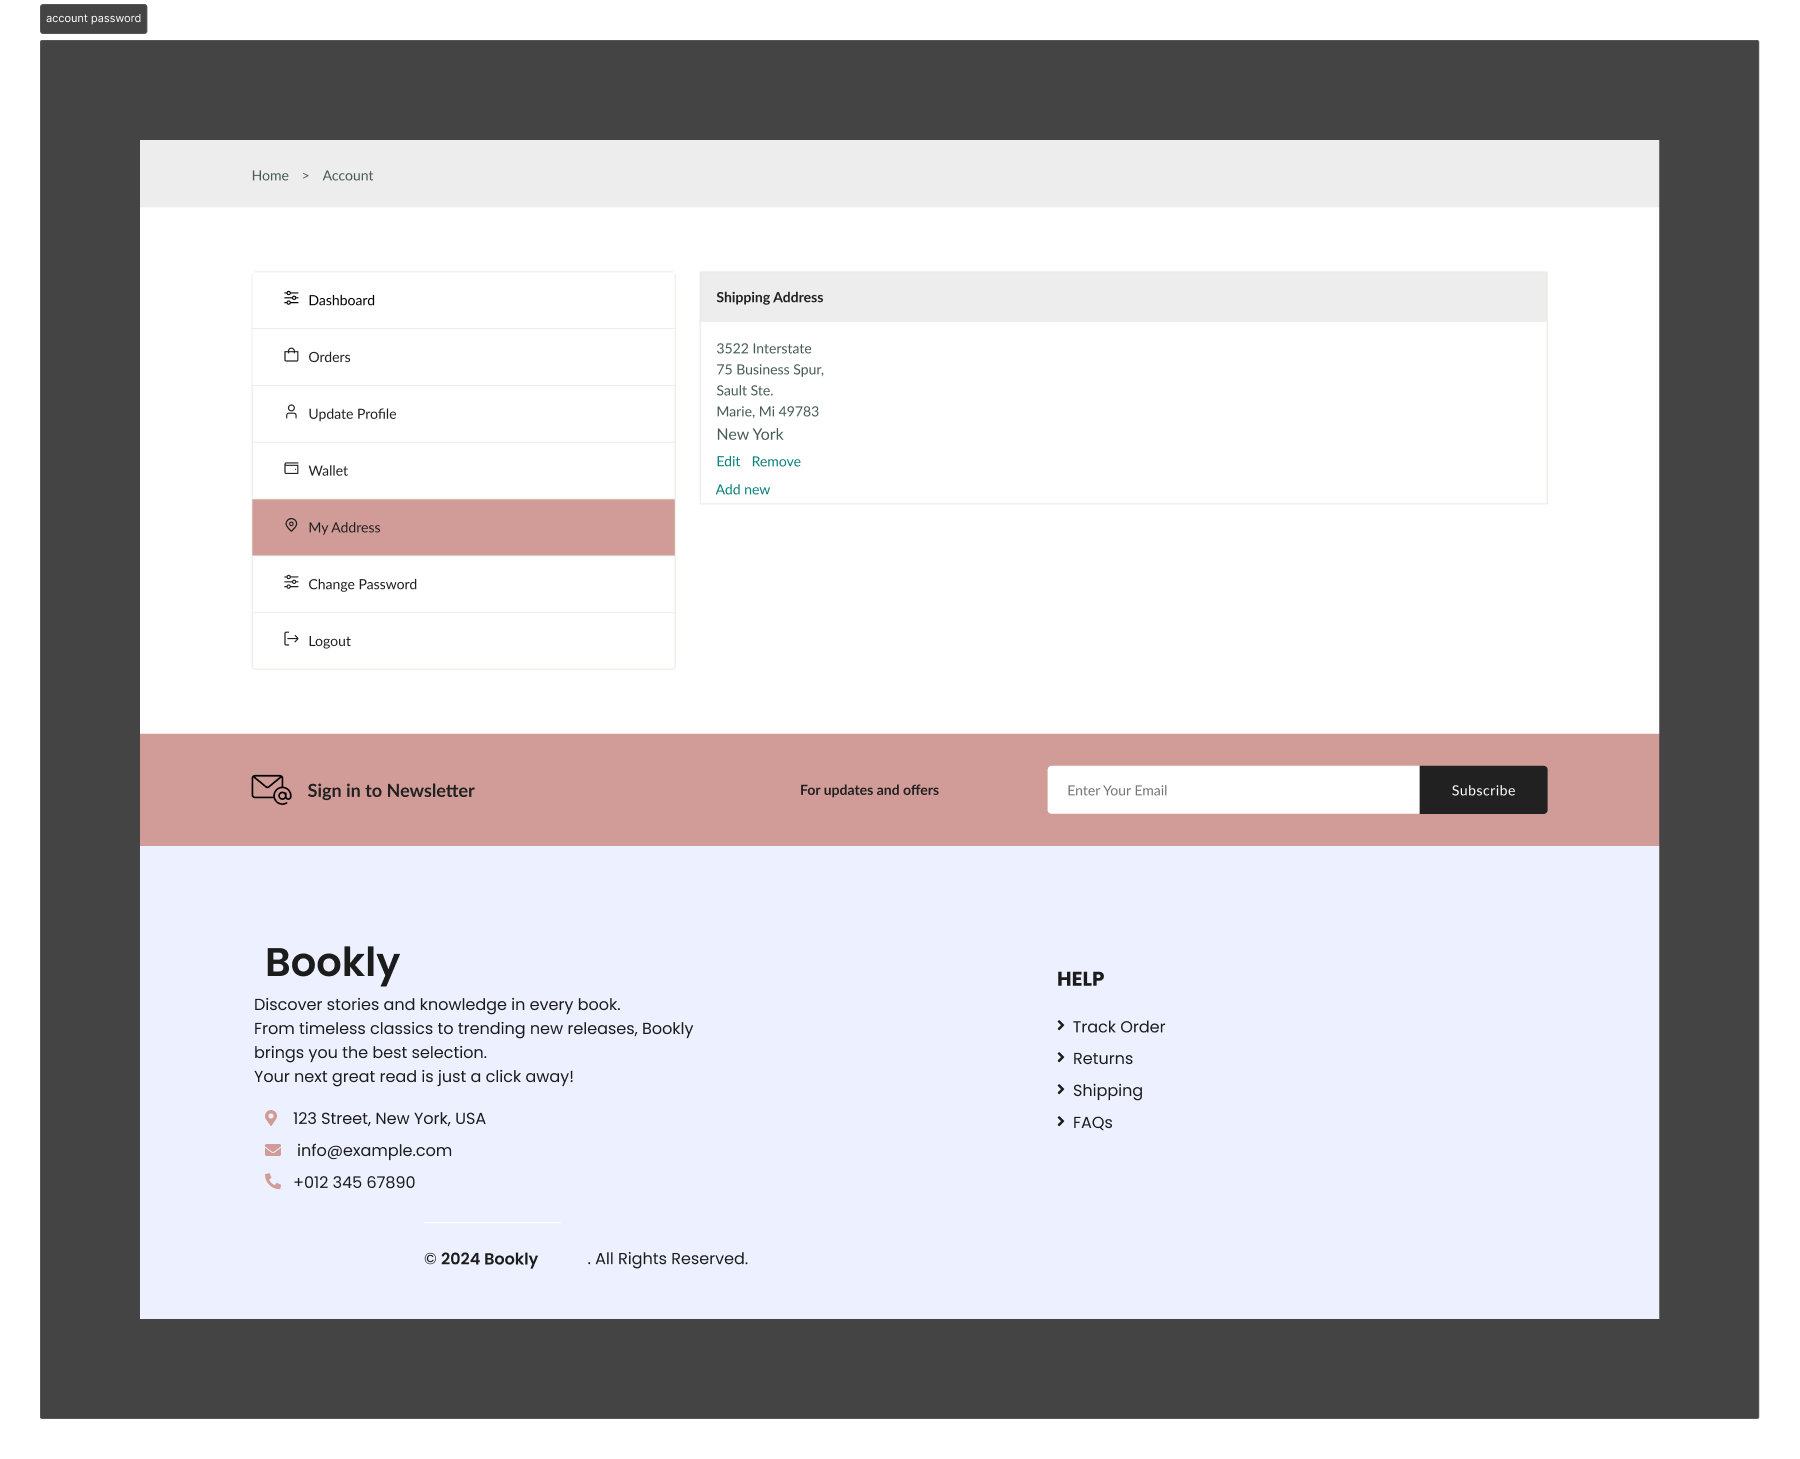 account password
Home > Account
Dashboard
Orders
Update Profile
Wallet
My Address
Change Password
Logout
Shipping Address
3522 Interstate
75 Business Spur,
Sault Ste.
Marie, Mi 49783
New York
Edit Remove
Add new
Sign in to Newsletter
For updates and offers
Enter Your Email
Subscribe
Bookly
Discover stories and knowledge in every book.
From timeless classics to trending new releases, Bookly
brings you the best selection.
Your next great read is just a click away!
123 Street, New York, USA
info@example.com
+012 345 67890
HELP
Track Order
Returns
Shipping
FAQs
© 2024 Bookly . All Rights Reserved.